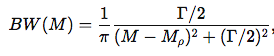 BW(M) = \frac{1}{\pi} \frac{\Gamma/2}{(M - M_\rho)^2 + (\Gamma/2)^2},